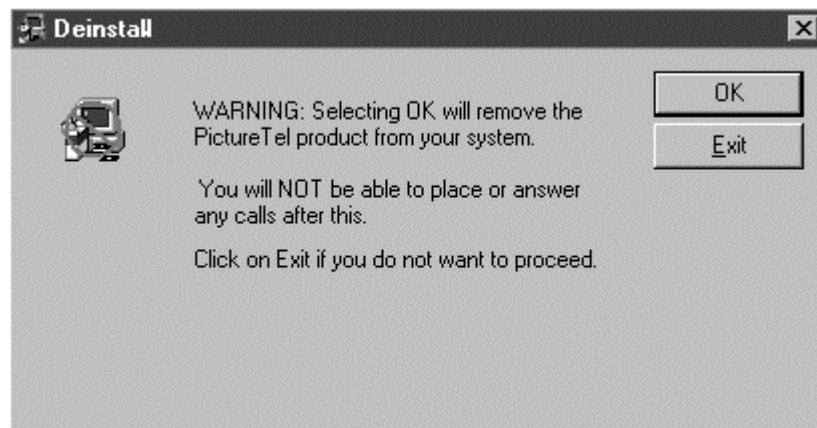 Deinstall
WARNING: Selecting OK will remove the
PictureTel product from your system.
You will NOT be able to place or answer
any calls after this.
Click on Exit if you do not want to proceed.
OK
Exit